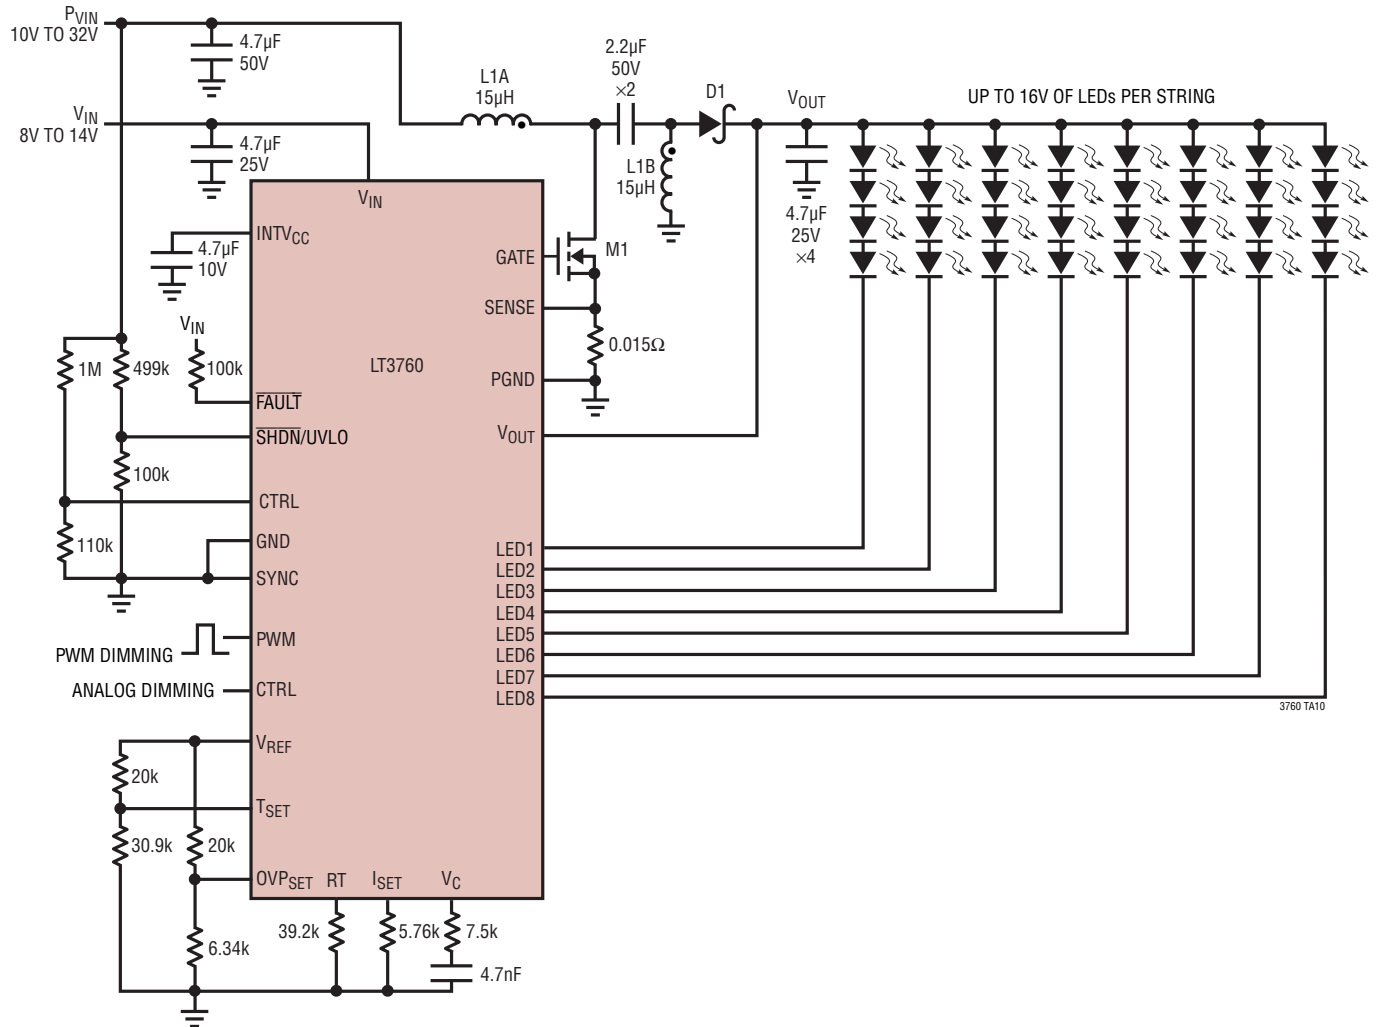 PVIN
10V TO 32V
4.7µF
50V
VIN
8V TO 14V
4.7µF
25V
L1A
15µH
2.2µF
50V
×2
D1
VOUT
UP TO 16V OF LEDs PER STRING
L1B
15µH
4.7µF
25V
×4
VIN
INTVCC
4.7µF
10V
GATE
M1
SENSE
0.015Ω
PGND
VOUT
LT3760
VIN
1M
499k
100k
FAULT
SHDN/UVLO
100k
CTRL
110k
GND
SYNC
PWM DIMMING
PWM
ANALOG DIMMING
CTRL
LED1
LED2
LED3
LED4
LED5
LED6
LED7
LED8
3760 TA10
VREF
20k
TSET
30.9k
20k
OVPSET
RT
ISET
VC
6.34k
39.2k
5.76k
7.5k
4.7nF